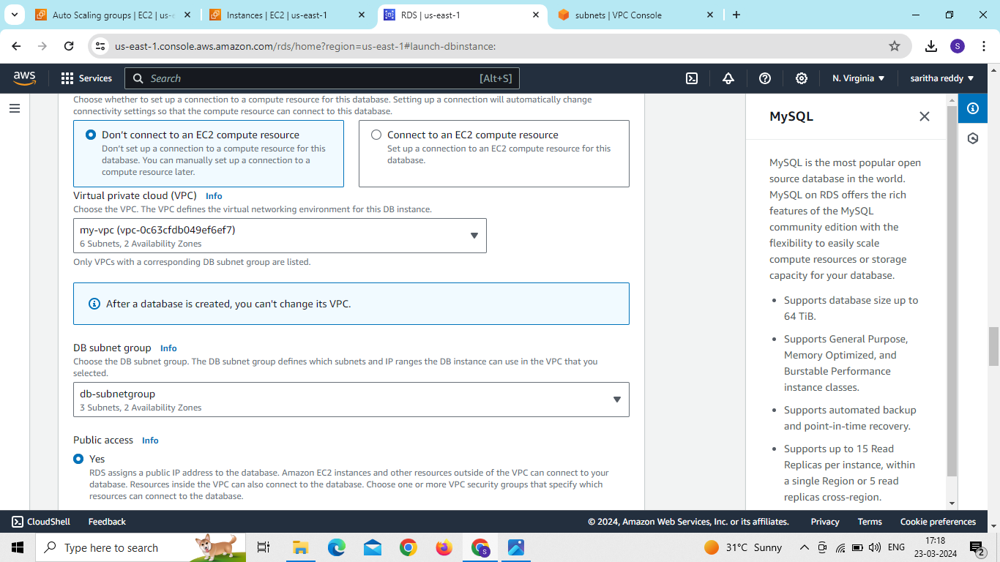 Auto Scaling groups | EC2 | us-e
Instances | EC2 | us-east-1
RDS | us-east-1
subnets | VPC Console
us-east-1.console.aws.amazon.com/rds/home?region=us-east-1#launch-dbinstance:
S
aws
Services
Search
[Alt+S]
N. Virginia
saritha reddy
Choose whether to set up a connection to a compute resource for this database. Setting up a connection will automatically change
connectivity settings so that the compute resource can connect to this database.
Don't connect to an EC2 compute resource
Don't set up a connection to a compute resource for this
database. You can manually set up a connection to a
compute resource later.
Connect to an EC2 compute resource
Set up a connection to an EC2 compute resource for this
database.
Virtual private cloud (VPC) Info
Choose the VPC. The VPC defines the virtual networking environment for this DB instance.
my-vpc (vpc-0c63cfdb049ef6ef7)
6 Subnets, 2 Availability Zones
Only VPCs with a corresponding DB subnet group are listed.
After a database is created, you can't change its VPC.
DB subnet group Info
Choose the DB subnet group. The DB subnet group defines which subnets and IP ranges the DB instance can use in the VPC that you
selected.
db-subnetgroup
3 Subnets, 2 Availability Zones
Public access Info
Yes
RDS assigns a public IP address to the database. Amazon EC2 instances and other resources outside of the VPC can connect to your
database. Resources inside the VPC can also connect to the database. Choose one or more VPC security groups that specify which
resources can connect to the database.
MySQL
MySQL is the most popular open
source database in the world.
MySQL on RDS offers the rich
features of the MySQL
community edition with the
flexibility to easily scale
compute resources or storage
capacity for your database.
• Supports database size up to
64 TiB.
• Supports General Purpose,
Memory Optimized, and
Burstable Performance
instance classes.
• Supports automated backup
and point-in-time recovery.
• Supports up to 15 Read
Replicas per instance, within
a single Region or 5 read
replicas cross-region.
CloudShell
Feedback
© 2024, Amazon Web Services, Inc. or its affiliates.
Privacy
Terms
Cookie preferences
Type here to search
S
31°C Sunny
ENG
17:18
23-03-2024
2